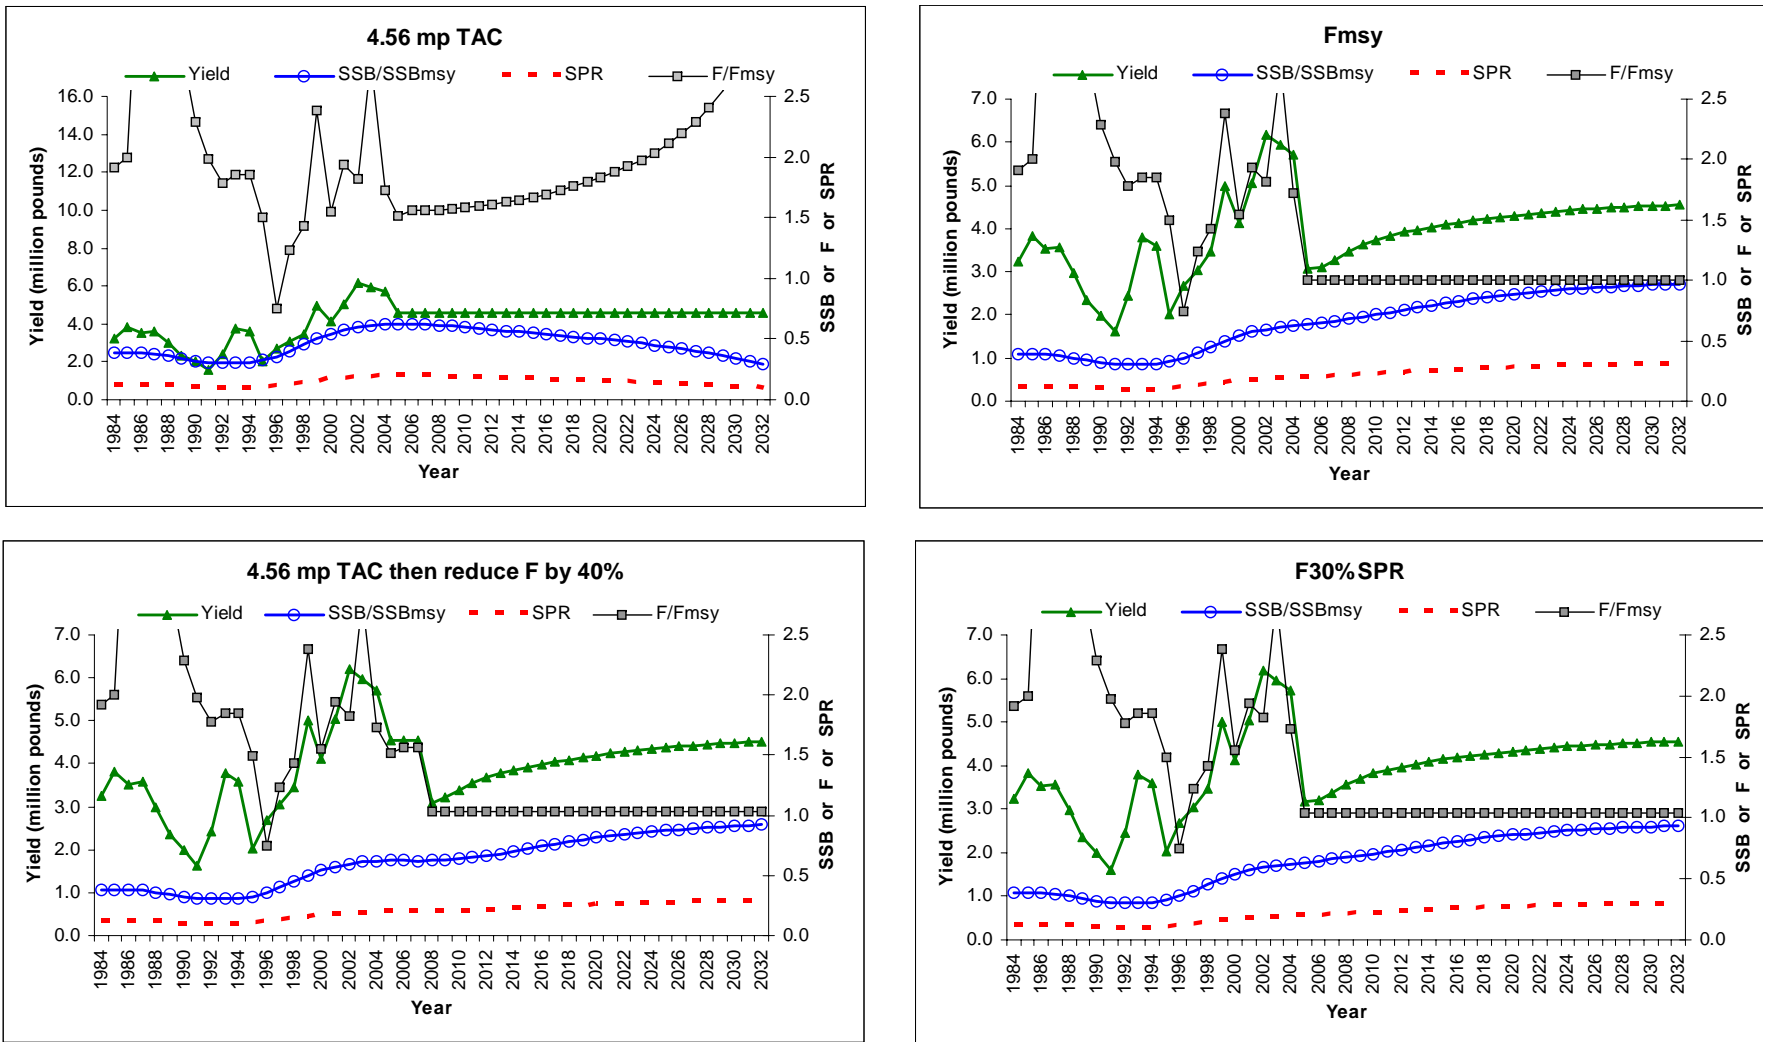 4.56 mp TAC
Yield SSB/SSBmsy SPR F/Fmsy
Yield (million pounds)
16.0
14.0
12.0
10.0
8.0
6.0
4.0
2.0
0.0
2.5
2.0
1.5
1.0
0.5
0.0
SSB or F or SPR
1984 1986 1988 1990 1992 1994 1996 1998 2000 2002 2004 2006 2008 2010 2012 2014 2016 2018 2020 2022 2024 2026 2028 2030 2032
Year
Fmsy
Yield SSB/SSBmsy SPR F/Fmsy
Yield (million pounds)
7.0
6.0
5.0
4.0
3.0
2.0
1.0
0.0
2.5
2.0
1.5
1.0
0.5
0.0
SSB or F or SPR
1984 1986 1988 1990 1992 1994 1996 1998 2000 2002 2004 2006 2008 2010 2012 2014 2016 2018 2020 2022 2024 2026 2028 2030 2032
Year
4.56 mp TAC then reduce F by 40%
Yield SSB/SSBmsy SPR F/Fmsy
Yield (million pounds)
7.0
6.0
5.0
4.0
3.0
2.0
1.0
0.0
2.5
2.0
1.5
1.0
0.5
0.0
SSB or F or SPR
1984 1986 1988 1990 1992 1994 1996 1998 2000 2002 2004 2006 2008 2010 2012 2014 2016 2018 2020 2022 2024 2026 2028 2030 2032
Year
F30%SPR
Yield SSB/SSBmsy SPR F/Fmsy
Yield (million pounds)
7.0
6.0
5.0
4.0
3.0
2.0
1.0
0.0
2.5
2.0
1.5
1.0
0.5
0.0
SSB or F or SPR
1984 1986 1988 1990 1992 1994 1996 1998 2000 2002 2004 2006 2008 2010 2012 2014 2016 2018 2020 2022 2024 2026 2028 2030 2032
Year